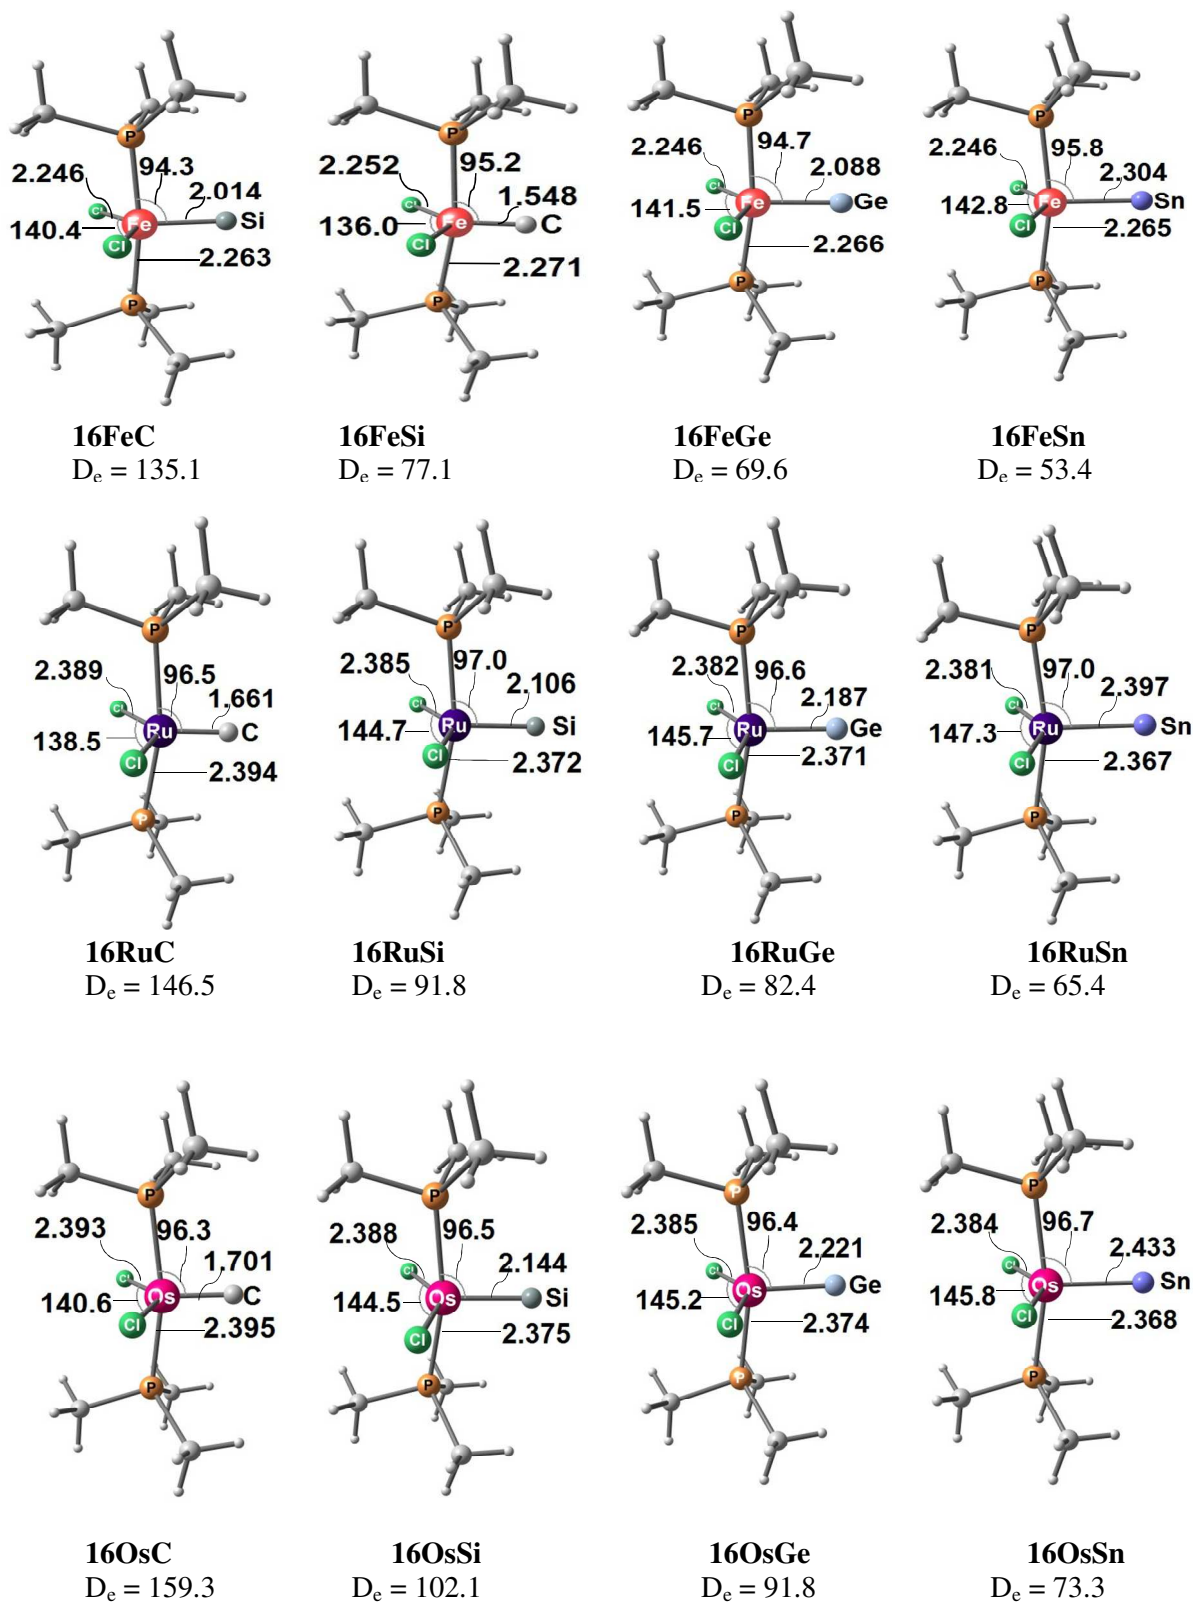 P P P P
94.3 95.2 94.7 95.8
2.246 2.252 2.246 2.246
2.014 1.548 2.088 2.304
Cl Fe Si Cl Fe C Cl Fe Ge Cl Fe Sn
140.4 Cl 136.0 Cl 141.5 Cl 142.8 Cl
2.263 2.271 2.266 2.265
P P P P
16FeC 16FeSi 16FeGe 16FeSn
De = 135.1 De = 77.1 De = 69.6 De = 53.4
P P P P
2.389 96.5 2.385 97.0 2.382 96.6 2.381 97.0
1.661 2.106 2.187 2.397
Cl Ru C Cl Ru Si Cl Ru Ge Cl Ru Sn
138.5 Cl 144.7 Cl 145.7 Cl 147.3 Cl
2.394 2.372 2.371 2.367
P P P P
16RuC 16RuSi 16RuGe 16RuSn
De = 146.5 De = 91.8 De = 82.4 De = 65.4
P P P P
2.393 96.3 2.388 96.5 2.385 96.4 2.384 96.7
1.701 2.144 2.221 2.433
Cl Os C Cl Os Si Cl Os Ge Cl Os Sn
140.6 Cl 144.5 Cl 145.2 Cl 145.8 Cl
2.395 2.375 2.374 2.368
P P P P
16OsC 16OsSi 16OsGe 16OsSn
De = 159.3 De = 102.1 De = 91.8 De = 73.3